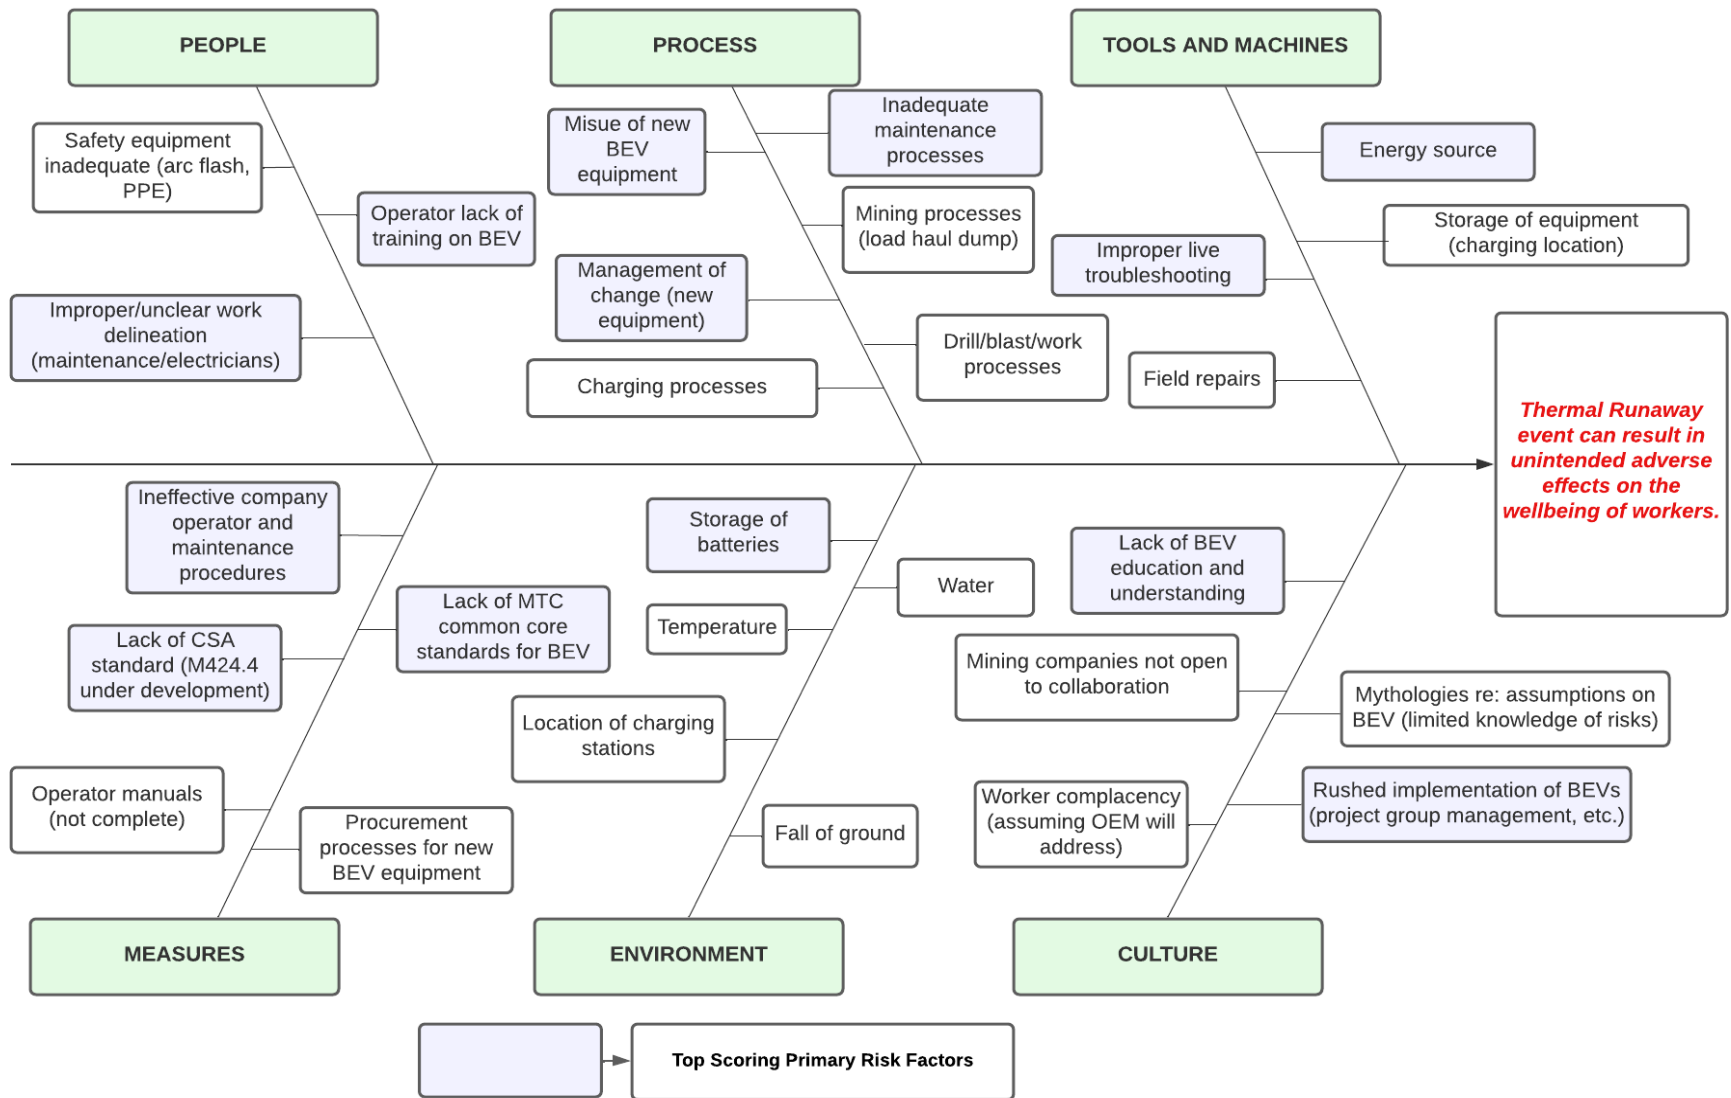 PEOPLE
PROCESS
TOOLS AND MACHINES
Safety equipment
inadequate (arc flash,
PPE)
Operator lack of
training on BEV
Improper/unclear work
delineation
(maintenance/electricians)
Misue of new
BEV
equipment
Inadequate
maintenance
processes
Mining processes
(load haul dump)
Management of
change (new
equipment)
Drill/blast/work
processes
Charging processes
Energy source
Storage of equipment
(charging location)
Improper live
troubleshooting
Field repairs
Thermal Runaway
event can result in
unintended adverse
effects on the
wellbeing of workers.
Ineffective company
operator and
maintenance
procedures
Lack of MTC
common core
standards for BEV
Lack of CSA
standard (M424.4
under development)
Operator manuals
(not complete)
Procurement
processes for new
BEV equipment
Storage of
batteries
Water
Temperature
Location of charging
stations
Fall of ground
Lack of BEV
education and
understanding
Mining companies not open
to collaboration
Mythologies re: assumptions on
BEV (limited knowledge of risks)
Rushed implementation of BEVs
(project group management, etc.)
Worker complacency
(assuming OEM will
address)
MEASURES
ENVIRONMENT
CULTURE
Top Scoring Primary Risk Factors